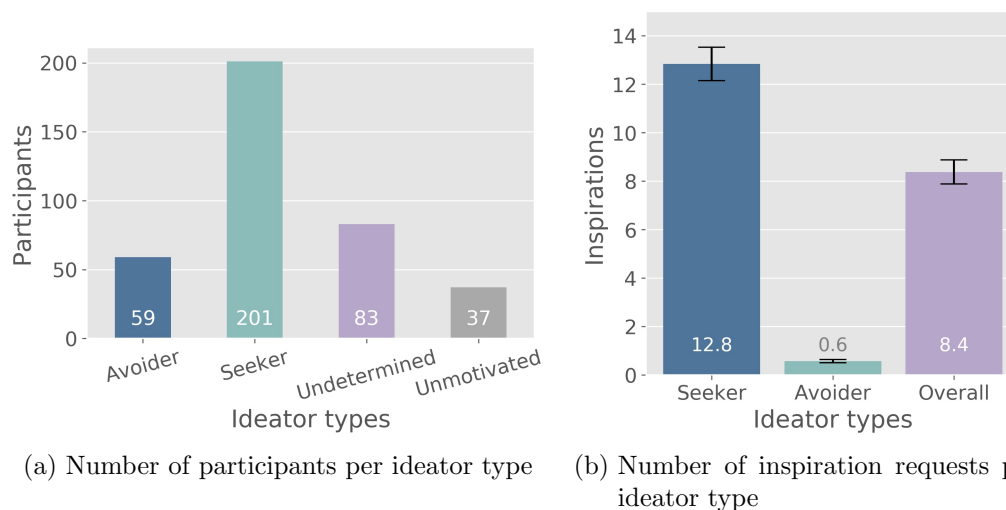 200
150
100
50
0
Participants
59
201
83
37
Avoider
Seeker
Undetermined
Unmotivated
Ideator types
(a) Number of participants per ideator type
14
12
10
8
6
4
2
0
Inspirations
12.8
0.6
8.4
Seeker
Avoider
Overall
Ideator types
(b) Number of inspiration requests
ideator type